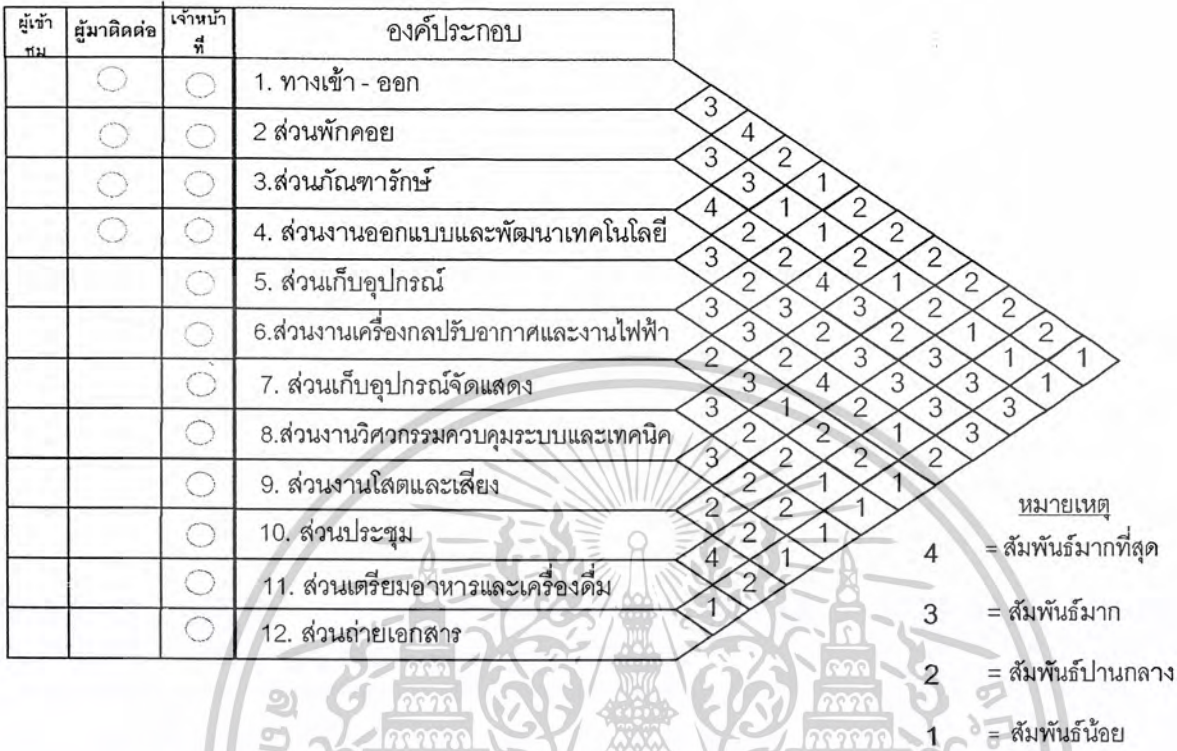 ผู้เข้า
ชม
ผู้มาติดต่อ
เจ้าหน้า
ที่
องค์ประกอบ
1. ทางเข้า - ออก
3
2 ส่วนพักคอย 4
3 2
3.ส่วนภัณฑารักษ์ 3 1
4 1 2
4. ส่วนงานออกแบบและพัฒนาเทคโนโลยี 2 1 2
3 2 2 2
5. ส่วนเก็บอุปกรณ์ 2 4 1 2
3 3 3 2 2
6.ส่วนงานเครื่องกลปรับอากาศและงานไฟฟ้า 3 2 2 1 2
2 2 3 3 1 1
7. ส่วนเก็บอุปกรณ์จัดแสดง 3 4 3 3 1
3 1 2 3 3
8.ส่วนงานวิศวกรรมควบคุมระบบและเทคนิค 2 2 1 3
3 2 2 2
9. ส่วนงานโสตและเสียง 2 1 1
2 2 1
10. ส่วนประชุม 2 1
4 1
11. ส่วนเตรียมอาหารและเครื่องดื่ม 2
1
12. ส่วนถ่ายเอกสาร
หมายเหตุ
4 = สัมพันธ์มากที่สุด
3 = สัมพันธ์มาก
2 = สัมพันธ์ปานกลาง
1 = สัมพันธ์น้อย